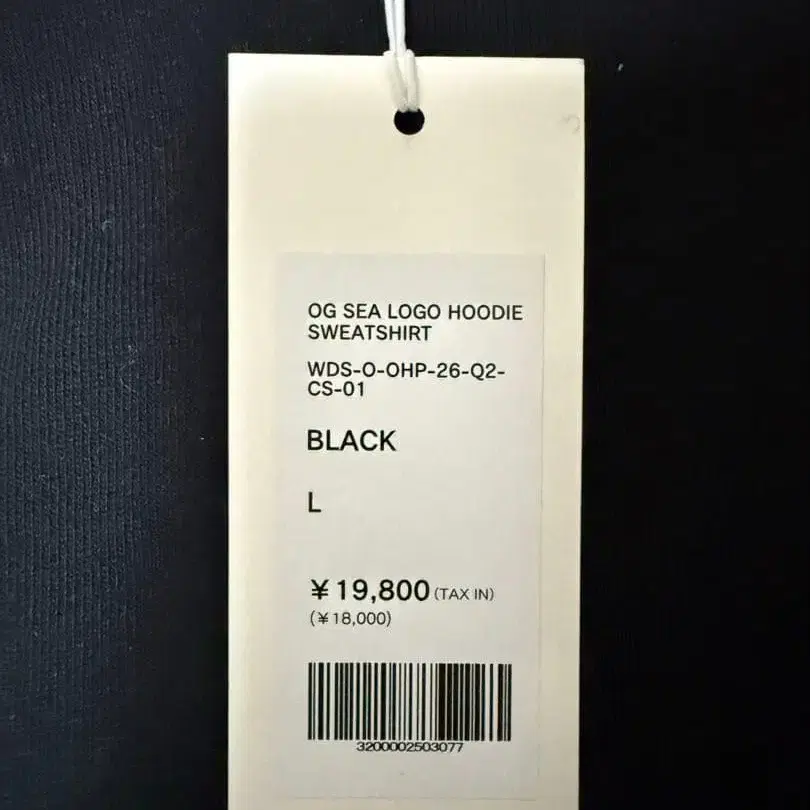 OG SEA LOGO HOODIE
SWEATSHIRT
WDS-O-OHP-26-Q2-
CS-01
BLACK
L
¥19,800 (TAX IN)
(¥18,000)
3200002503077